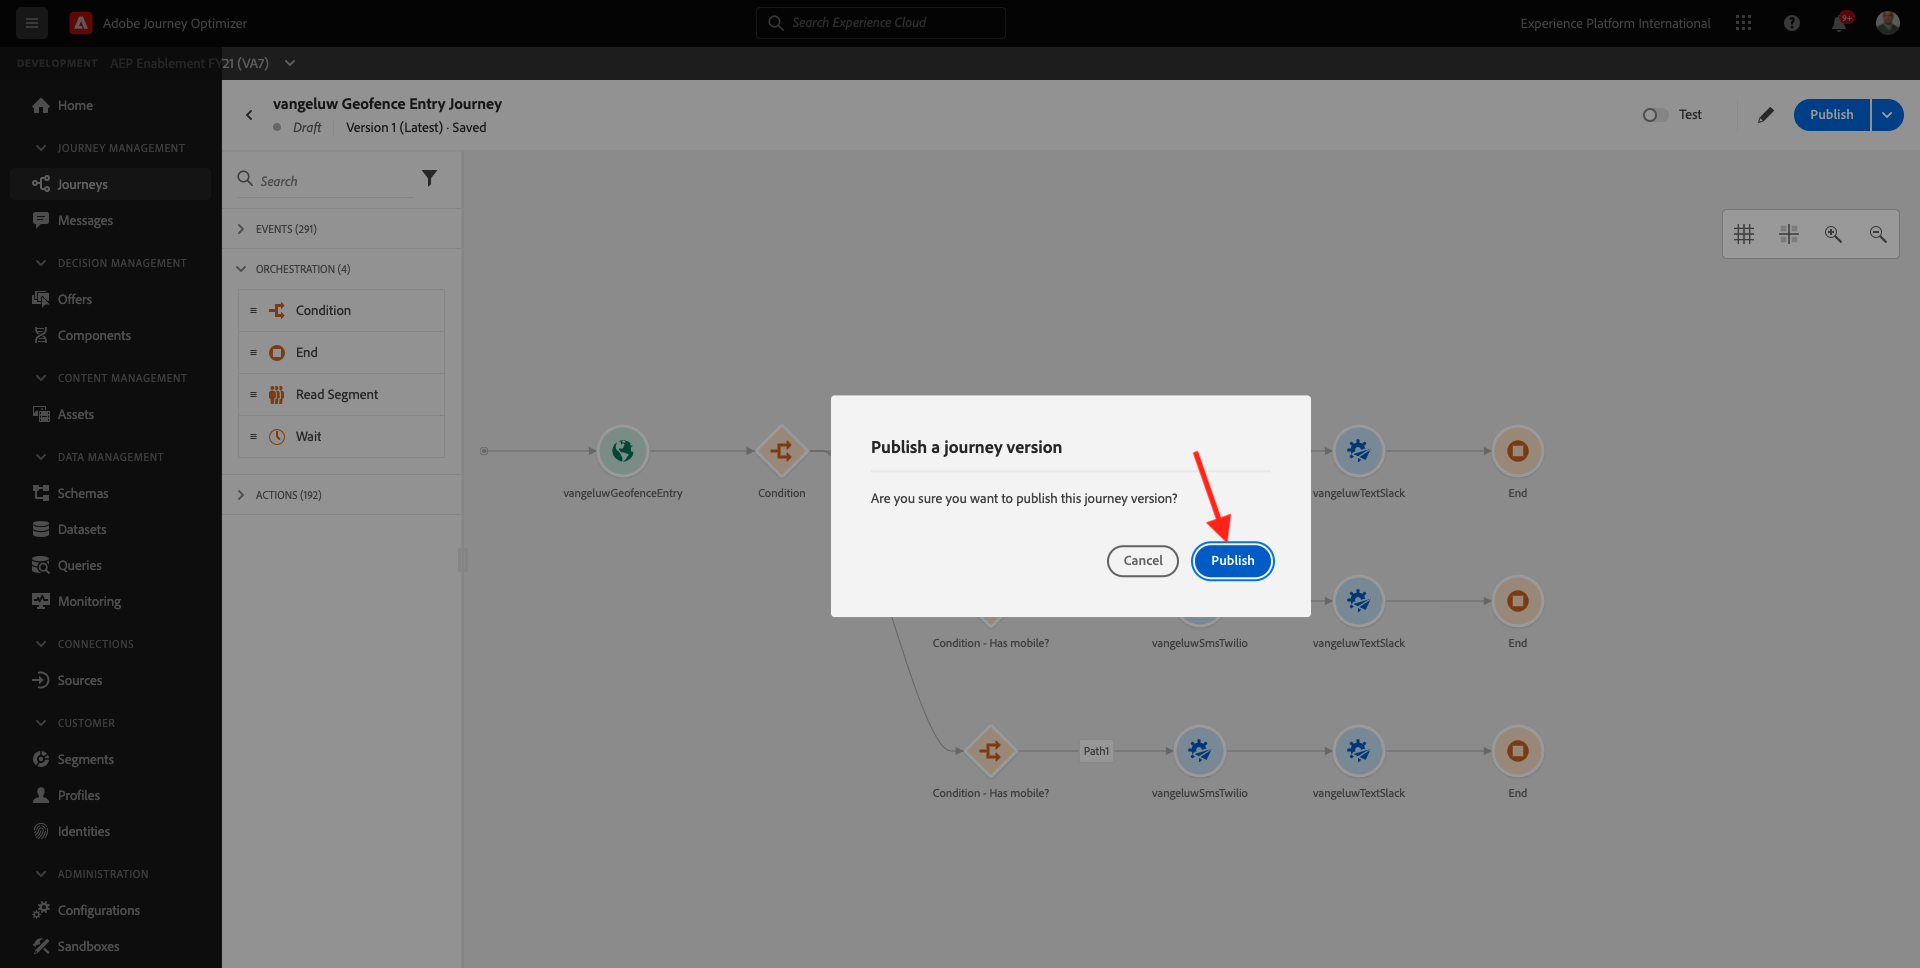 Adobe Journey Optimizer
Search Experience Cloud
Experience Platform International
9+
DEVELOPMENT AEP Enablement FY21 (VA7)
Home
JOURNEY MANAGEMENT
Journeys
Messages
DECISION MANAGEMENT
Offers
Components
CONTENT MANAGEMENT
Assets
DATA MANAGEMENT
Schemas
Datasets
Queries
Monitoring
CONNECTIONS
Sources
CUSTOMER
Segments
Profiles
Identities
ADMINISTRATION
Configurations
Sandboxes
vangeluw Geofence Entry Journey
Draft Version 1 (Latest) · Saved
Test
Publish
Search
EVENTS (291)
ORCHESTRATION (4)
Condition
End
Read Segment
Wait
ACTIONS (192)
vangeluwGeofenceEntry
Condition
vangeluwTextSlack
End
Publish a journey version
Are you sure you want to publish this journey version?
Cancel
Publish
Condition - Has mobile?
vangeluwSmsTwilio
vangeluwTextSlack
End
Path1
Condition - Has mobile?
vangeluwSmsTwilio
vangeluwTextSlack
End